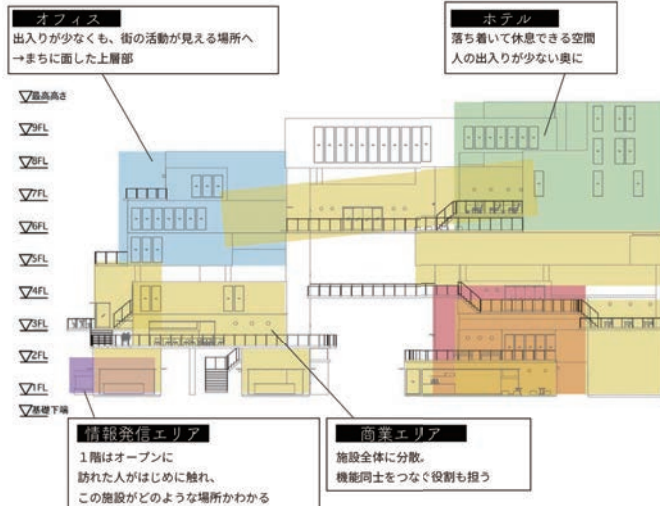 オフィス
出入りが少なくも、街の活動が見える場所へ
→まちに面した上層部
ホテル
落ち着いて休息できる空間
人の出入りが少ない奥に
最高高さ
9FL
8FL
7FL
6FL
5FL
4FL
3FL
2FL
1FL
基礎下端
情報発信エリア
1階はオープンに
訪れた人がはじめに触れ、
この施設がどのような場所かわかる
商業エリア
施設全体に分散。
機能同士をつなぐ役割も担う